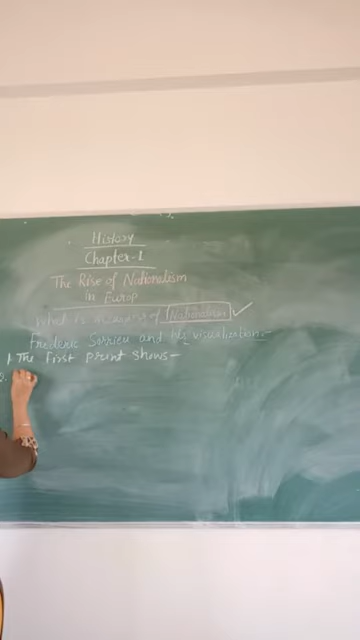 History
Chapter-1
The Rise of Nationalism
in Europ
What is meaning of Nationalism ✓
Frederic Sorrieu and his visualization:-
1. The First print shows-
2.